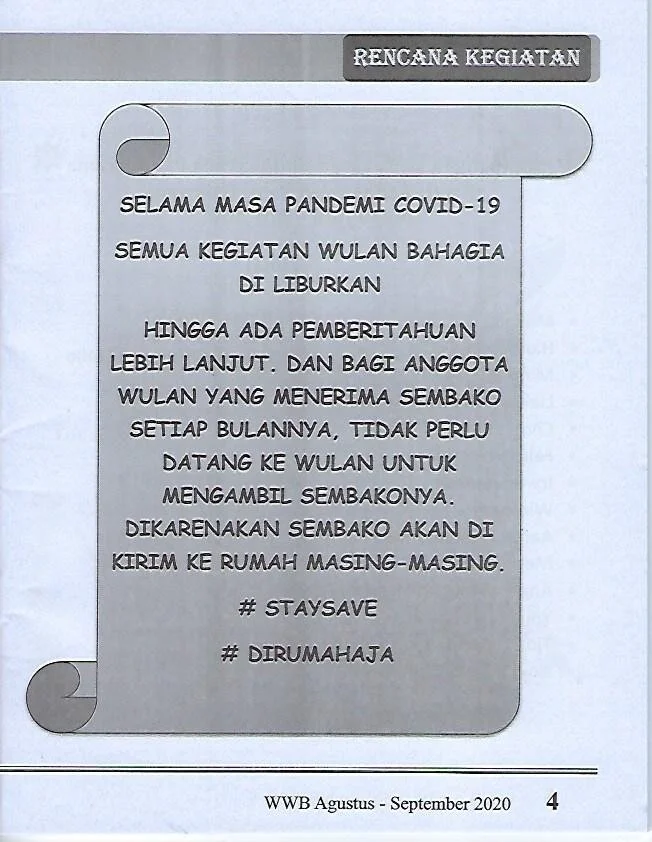 RENCANA KEGIATAN
SELAMA MASA PANDEMI COVID-19
SEMUA KEGIATAN WULAN BAHAGIA
DI LIBURKAN
HINGGA ADA PEMBERITAHUAN
LEBIH LANJUT. DAN BAGI ANGGOTA
WULAN YANG MENERIMA SEMBAKO
SETIAP BULANNYA, TIDAK PERLU
DATANG KE WULAN UNTUK
MENGAMBIL SEMBAKONYA.
DIKARENAKAN SEMBAKO AKAN DI
KIRIM KE RUMAH MASING-MASING.
# STAYSAVE
# DIRUMAHAJA
WWB Agustus - September 2020 4